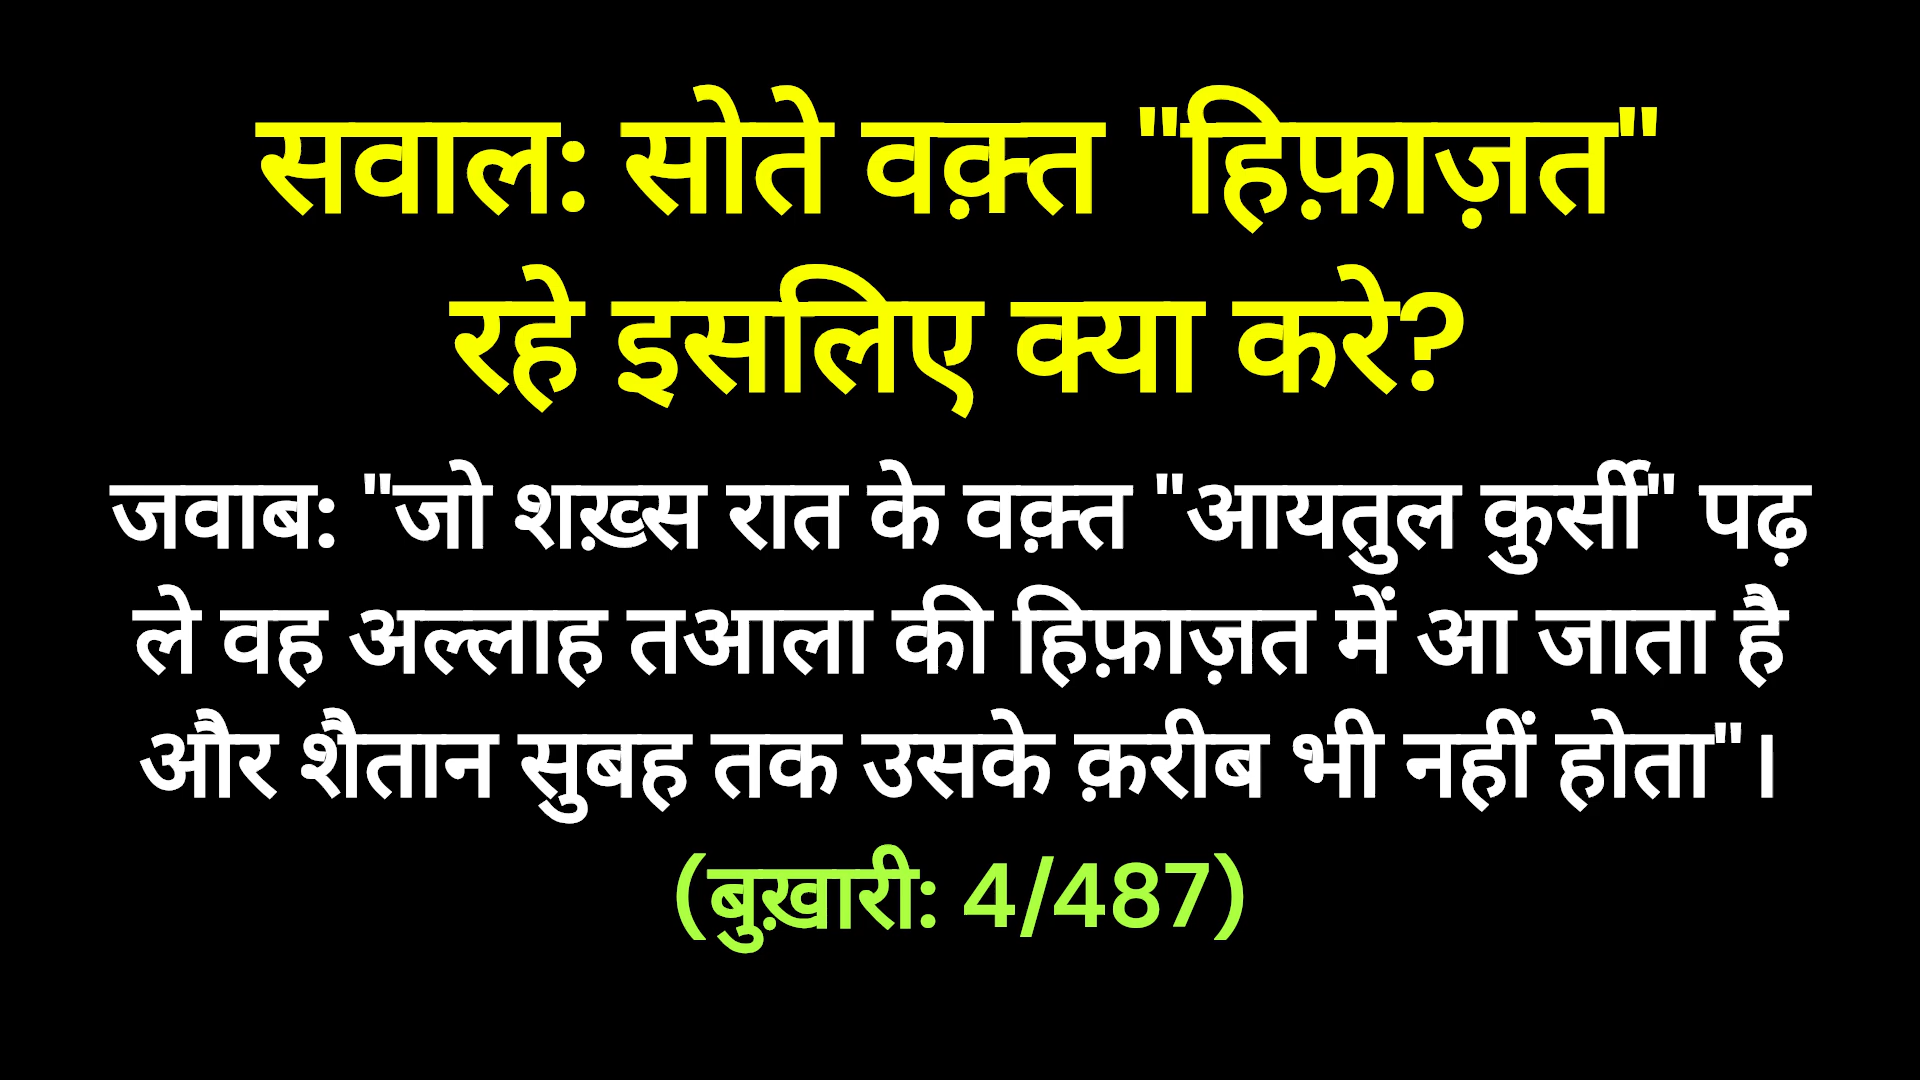 सवाल: सोते वक़्त "हिफ़ाज़त"
रहे इसलिए क्या करे?
जवाब: "जो शख़्स रात के वक़्त "आयतुल कुर्सी" पढ़
ले वह अल्लाह तआला की हिफ़ाज़त में आ जाता है
और शैतान सुबह तक उसके क़रीब भी नहीं होता"।
(बुख़ारी: 4/487)